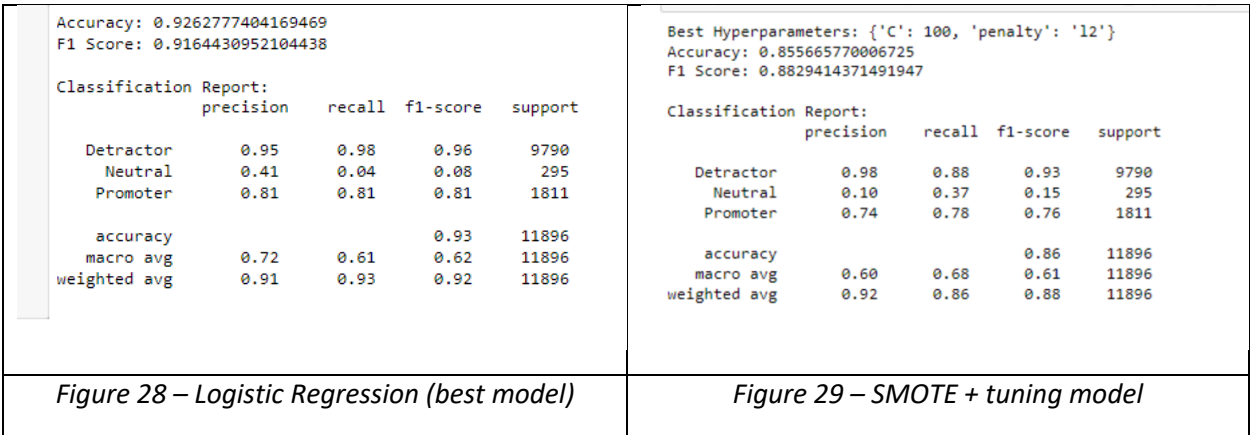 Accuracy: 0.9262777404169469
F1 Score: 0.9164430952104438
Classification Report:
precision recall f1-score support
Detractor 0.95 0.98 0.96 9790
Neutral 0.41 0.04 0.08 295
Promoter 0.81 0.81 0.81 1811
accuracy 0.93 11896
macro avg 0.72 0.61 0.62 11896
weighted avg 0.91 0.93 0.92 11896
Figure 28 – Logistic Regression (best model)
Best Hyperparameters: {'C': 100, 'penalty': 'l2'}
Accuracy: 0.855665770006725
F1 Score: 0.8829414371491947
Classification Report:
precision recall f1-score support
Detractor 0.98 0.88 0.93 9790
Neutral 0.10 0.37 0.15 295
Promoter 0.74 0.78 0.76 1811
accuracy 0.86 11896
macro avg 0.60 0.68 0.61 11896
weighted avg 0.92 0.86 0.88 11896
Figure 29 – SMOTE + tuning model